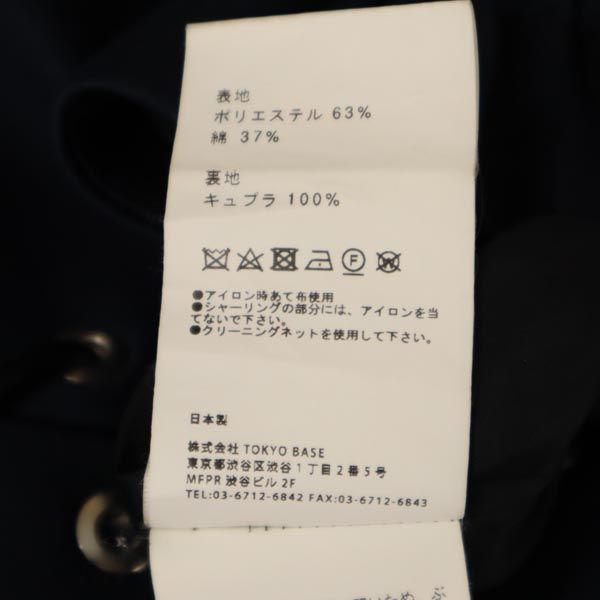 表地
ポリエステル 63%
綿 37%
裏地
キュプラ 100%
F W
●アイロン時あて布使用
●シャーリングの部分には、アイロンを当
てないで下さい。
●クリーニングネットを使用して下さい。
日本製
株式会社 TOKYO BASE
東京都渋谷区渋谷1丁目2番5号
MFPR 渋谷ビル 2F
TEL:03-6712-6842 FAX:03-6712-6843